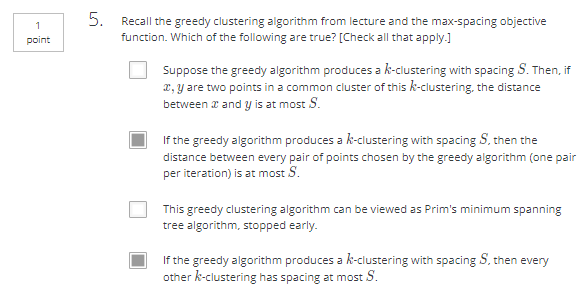 1
point
5. Recall the greedy clustering algorithm from lecture and the max-spacing objective
function. Which of the following are true? [Check all that apply.]
Suppose the greedy algorithm produces a k-clustering with spacing S. Then, if
x, y are two points in a common cluster of this k-clustering, the distance
between x and y is at most S.
If the greedy algorithm produces a k-clustering with spacing S, then the
distance between every pair of points chosen by the greedy algorithm (one pair
per iteration) is at most S.
This greedy clustering algorithm can be viewed as Prim's minimum spanning
tree algorithm, stopped early.
If the greedy algorithm produces a k-clustering with spacing S, then every
other k-clustering has spacing at most S.